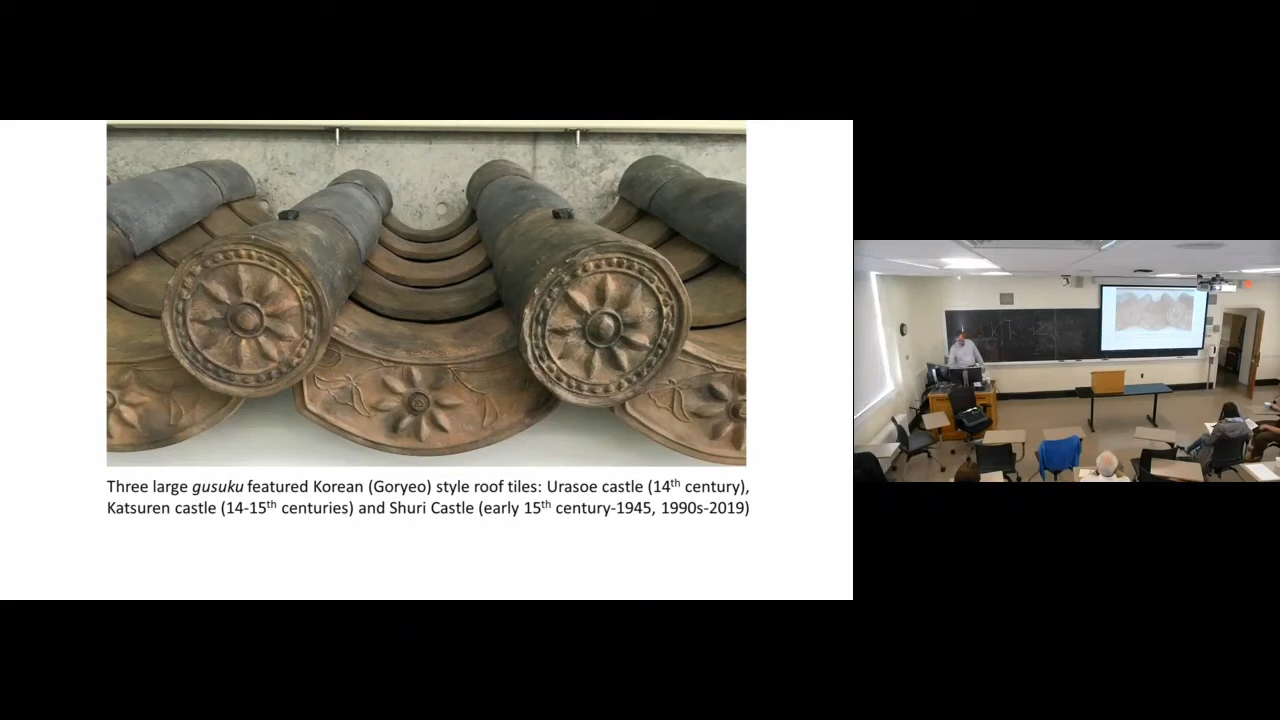 Three large gusuku featured Korean (Goryeo) style roof tiles: Urasoe castle (14th century),
Katsuren castle (14-15th centuries) and Shuri Castle (early 15th century-1945, 1990s-2019)